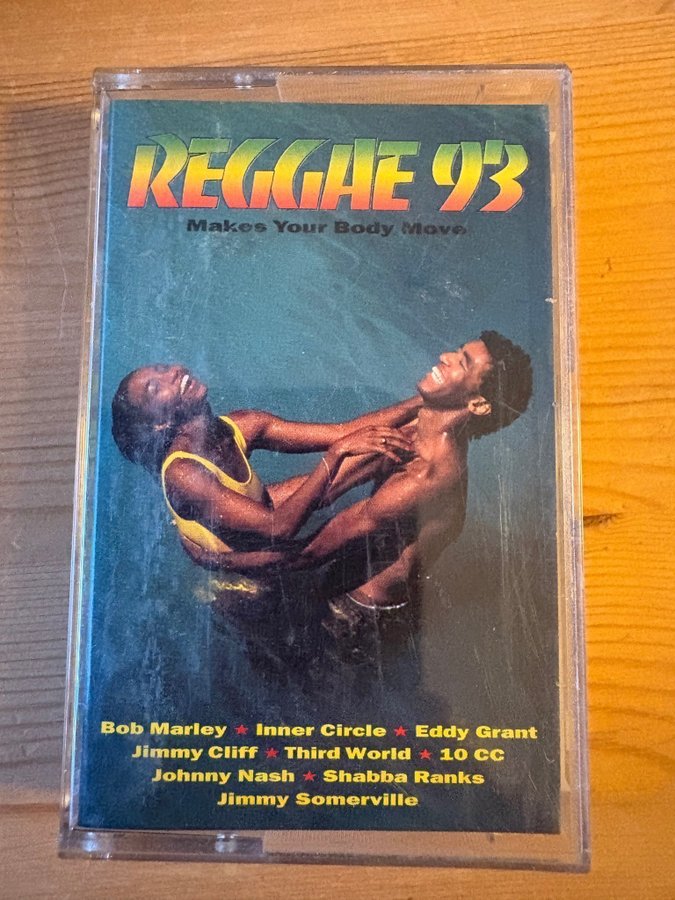 REGGAE 93
Makes Your Body Move
Bob Marley ★ Inner Circle ★ Eddy Grant
Jimmy Cliff ★ Third World ★ 10 CC
Johnny Nash ★ Shabba Ranks
Jimmy Somerville